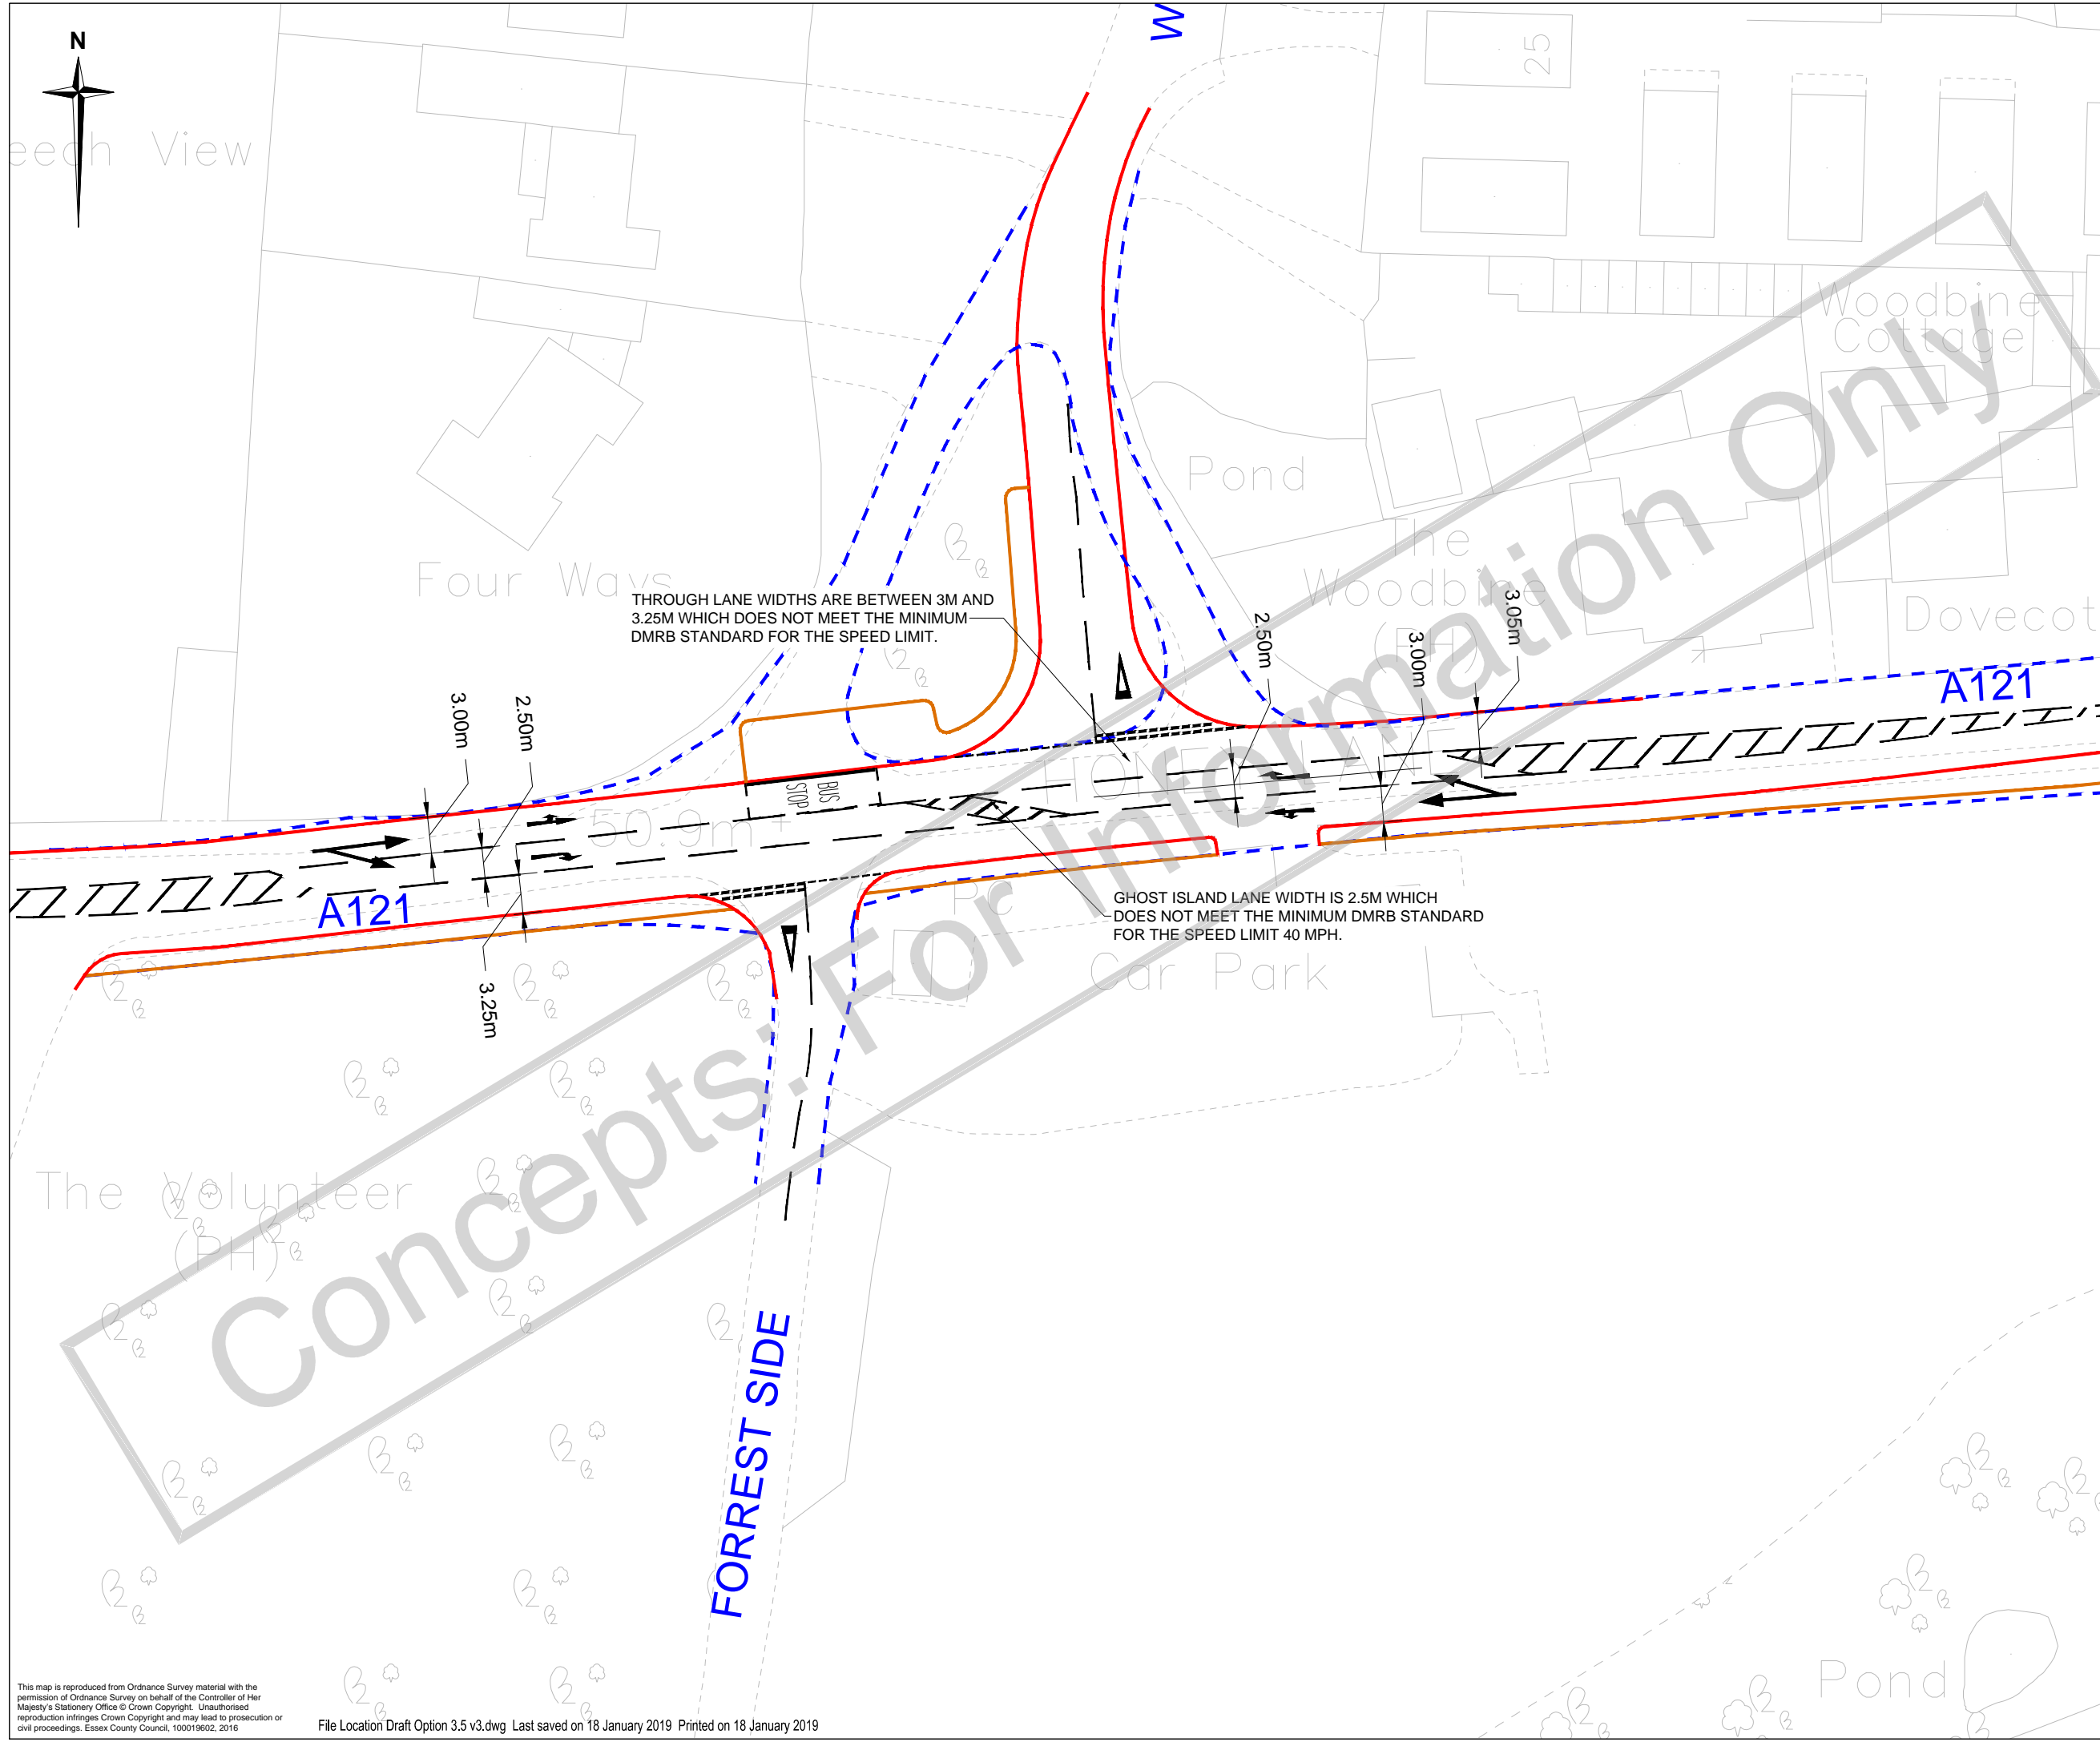 N
W
25
eech View
Woodbine
Cottage
Pond
The
Woodbine
(PH)
Four Ways
Dovecot
THROUGH LANE WIDTHS ARE BETWEEN 3M AND
3.25M WHICH DOES NOT MEET THE MINIMUM
DMRB STANDARD FOR THE SPEED LIMIT.
3.00m
2.50m
2.50m
3.00m
3.05m
A121
HONEY LANE
BUS
STOP
50.9m
A121
3.25m
PC
GHOST ISLAND LANE WIDTH IS 2.5M WHICH
DOES NOT MEET THE MINIMUM DMRB STANDARD
FOR THE SPEED LIMIT 40 MPH.
Car Park
Concepts: For Information Only
The Volunteer
(PH)
FORREST SIDE
Pond
This map is reproduced from Ordnance Survey material with the
permission of Ordnance Survey on behalf of the Controller of Her
Majesty's Stationery Office © Crown Copyright. Unauthorised
reproduction infringes Crown Copyright and may lead to prosecution or
civil proceedings. Essex County Council, 100019602, 2016
File Location Draft Option 3.5 v3.dwg Last saved on 18 January 2019 Printed on 18 January 2019